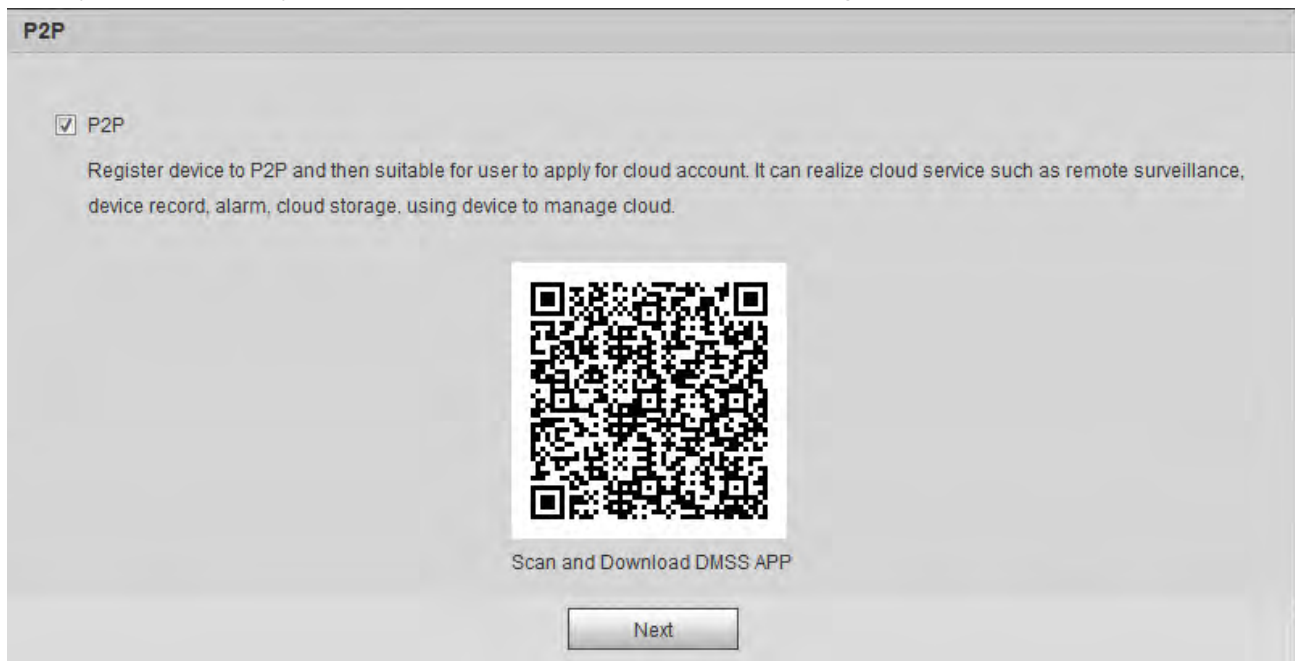 P2P
P2P
Register device to P2P and then suitable for user to apply for cloud account. It can realize cloud service such as remote surveillance,
device record, alarm, cloud storage. using device to manage cloud.
Scan and Download DMSS APP
Next